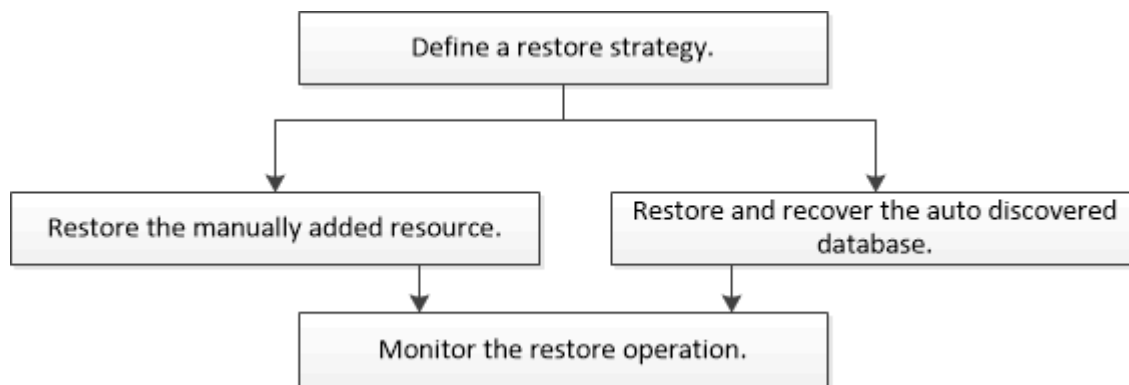 Define a restore strategy.
Restore the manually added resource.
Restore and recover the auto discovered
database.
Monitor the restore operation.